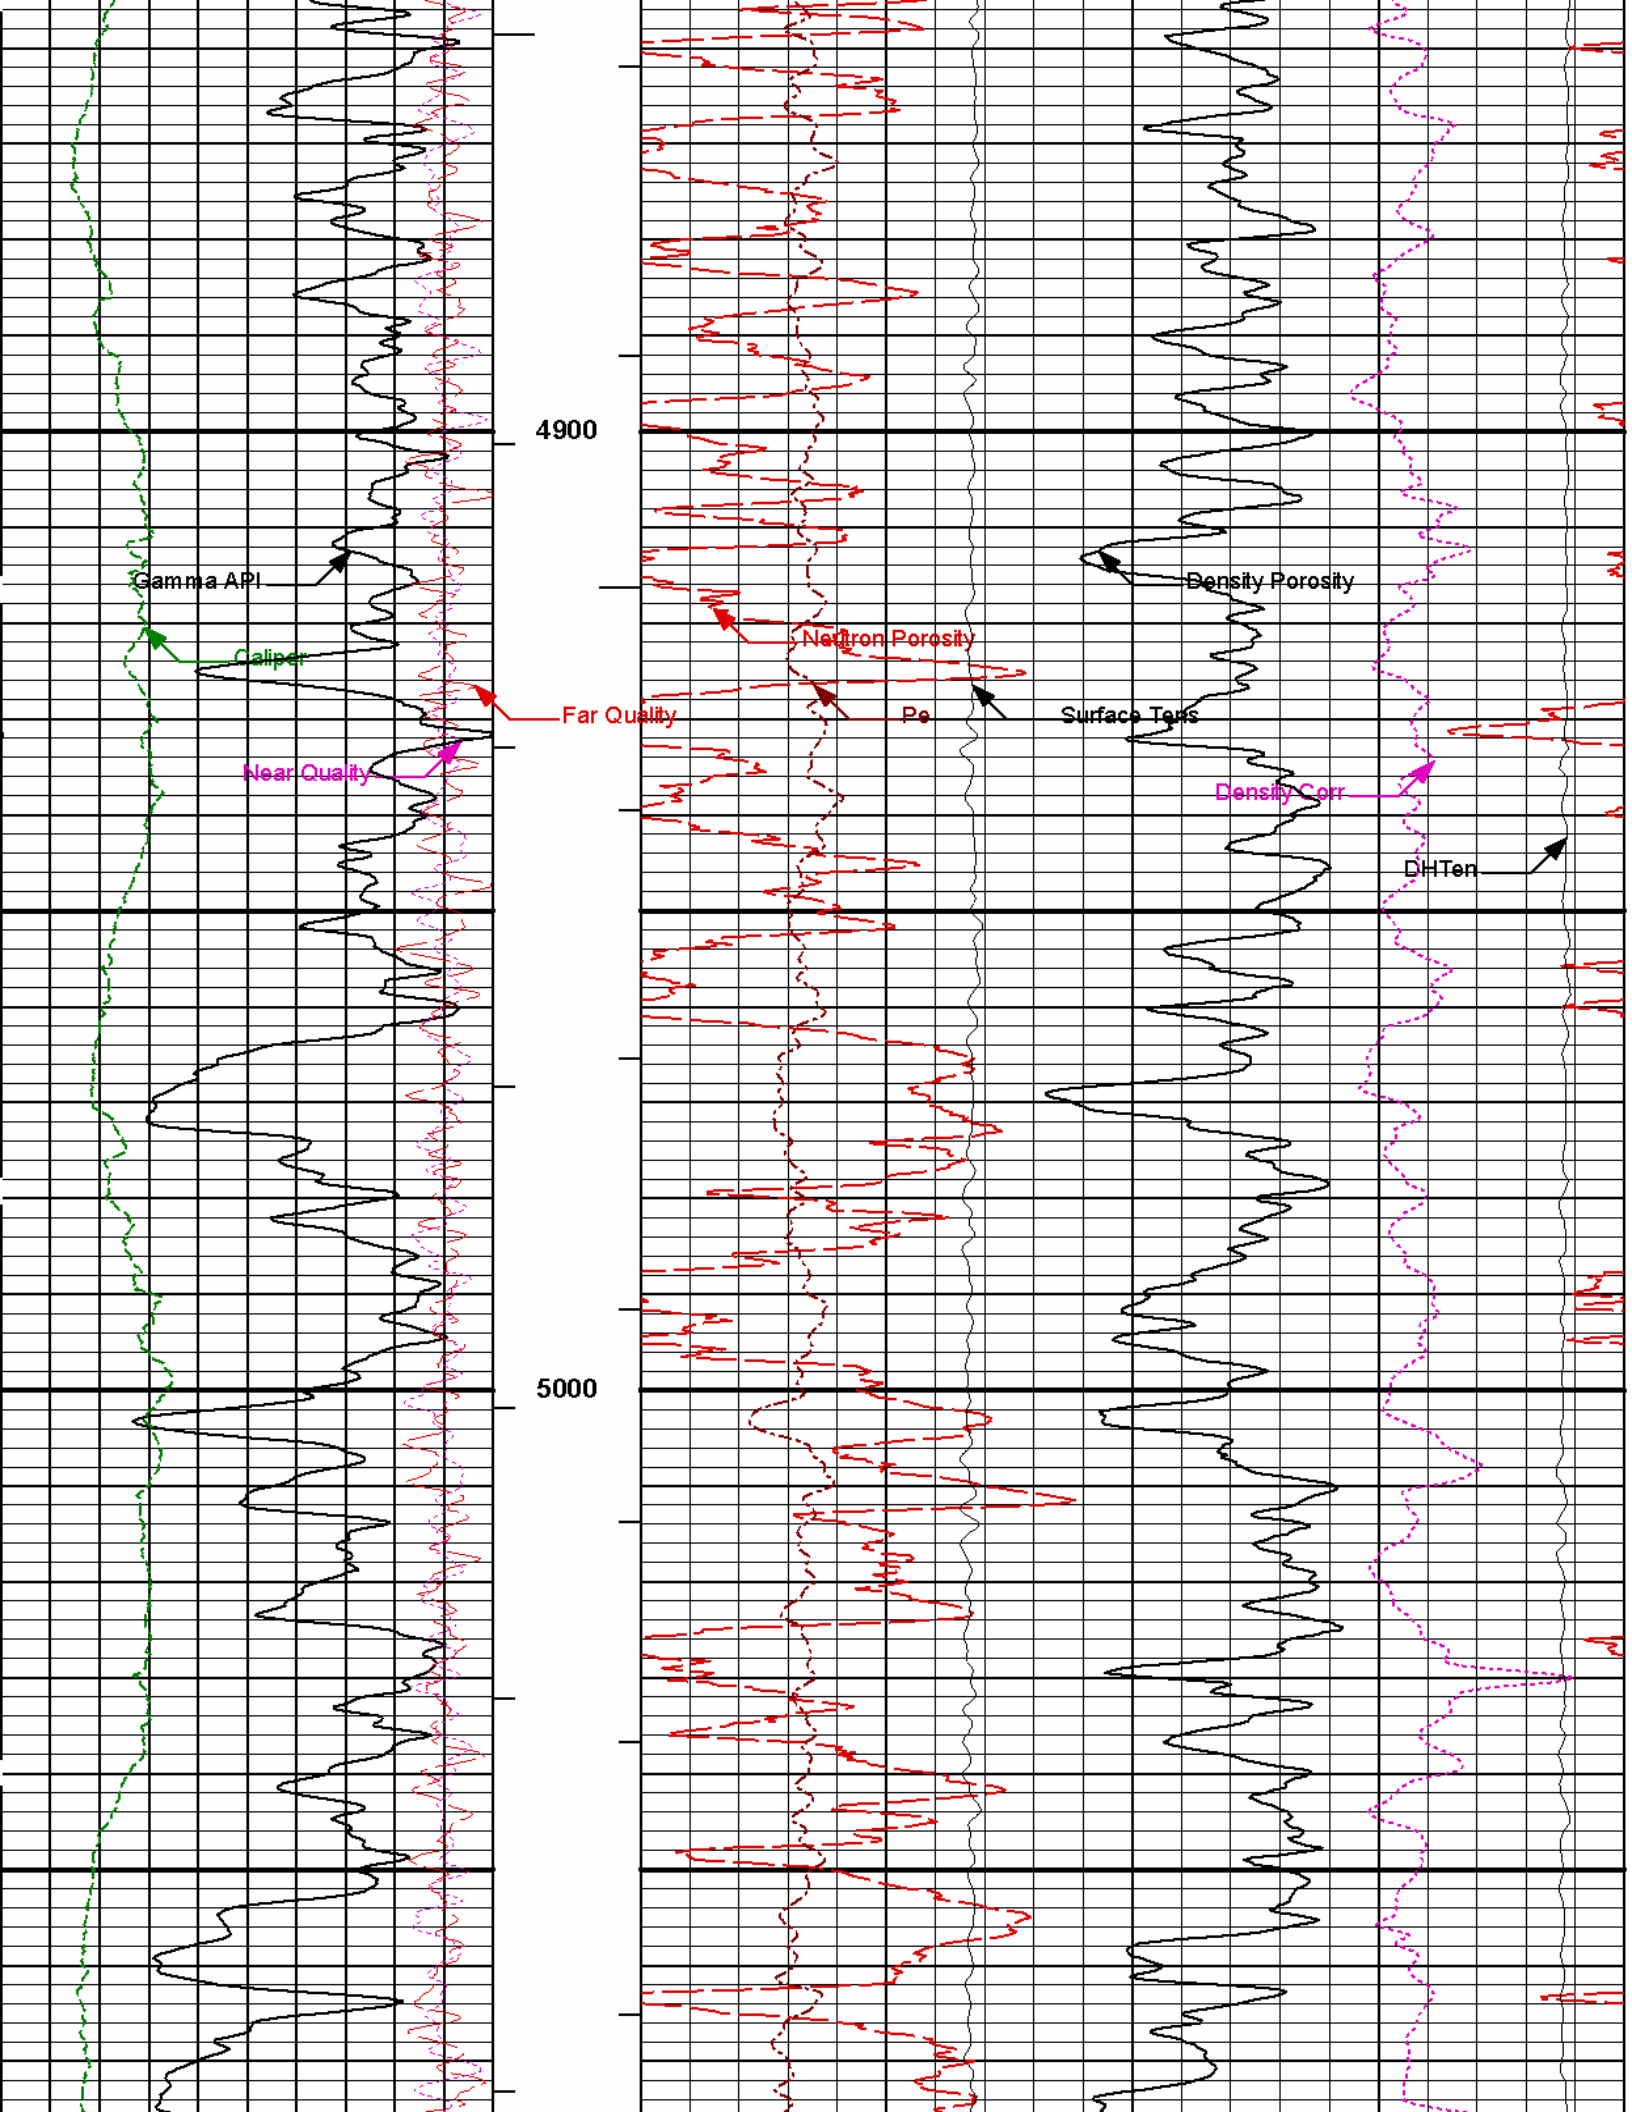 4900
Gamma API
Density Porosity
Neutron Porosity
Caliper
Far Quality
Pe
Surface Tens
Near Quality
Density Corr
DHTen
5000